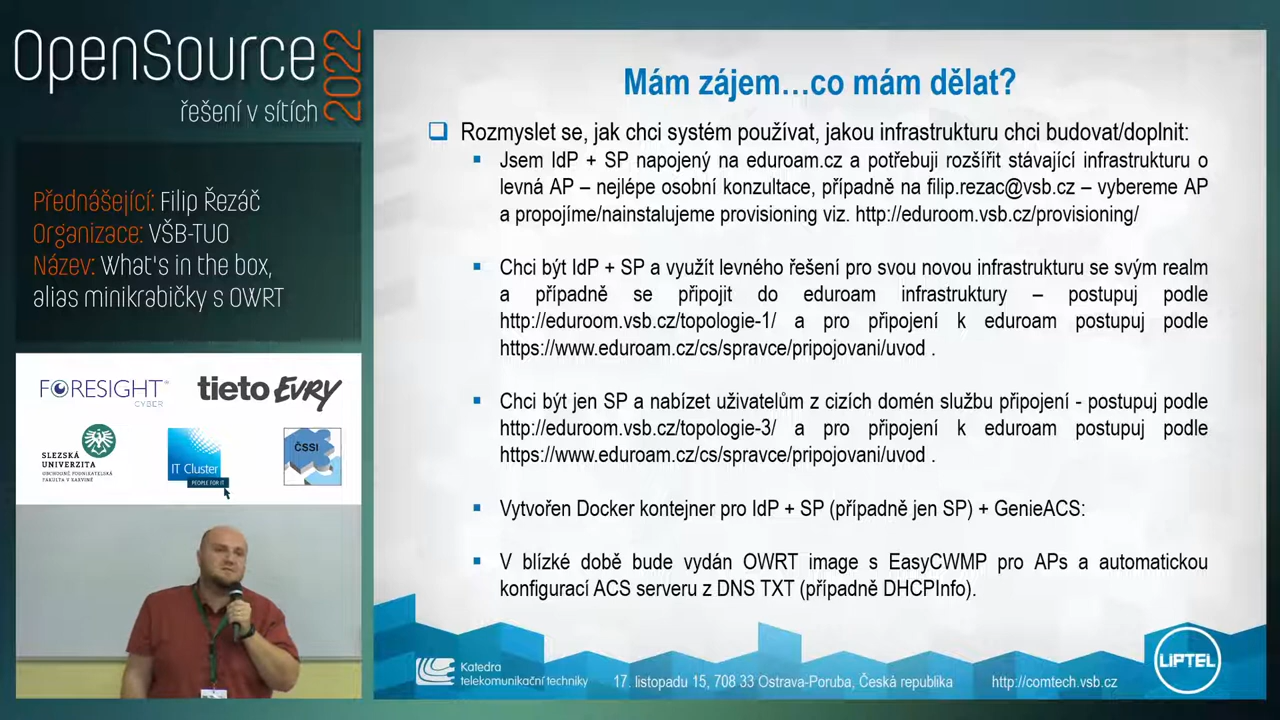 OpenSource
2022
řešení v sítích
Přednášející: Filip Řezáč
Organizace: VŠB-TUO
Název: What's in the box,
alias minikrabičky s OWRT
FORESIGHT
CYBER
tieto EVRY
SLEZSKÁ
UNIVERZITA
OBCHODNĚ PODNIKATELSKÁ
FAKULTA V KARVINÉ
IT Cluster
PEOPLE FOR IT
ČSSI
Mám zájem…co mám dělat?
Rozmyslet se, jak chci systém používat, jakou infrastrukturu chci budovat/doplnit:
Jsem IdP + SP napojený na eduroam.cz a potřebuji rozšířit stávající infrastrukturu o
levná AP – nejlépe osobní konzultace, případně na filip.rezac@vsb.cz – vybereme AP
a propojíme/nainstalujeme provisioning viz. http://eduroom.vsb.cz/provisioning/
Chci být IdP + SP a využít levného řešení pro svou novou infrastrukturu se svým realm
a případně se připojit do eduroam infrastruktury – postupuj podle
http://eduroom.vsb.cz/topologie-1/ a pro připojení k eduroam postupuj podle
https://www.eduroam.cz/cs/spravce/pripojovani/uvod .
Chci být jen SP a nabízet uživatelům z cizích domén službu připojení - postupuj podle
http://eduroom.vsb.cz/topologie-3/ a pro připojení k eduroam postupuj podle
https://www.eduroam.cz/cs/spravce/pripojovani/uvod .
Vytvořen Docker kontejner pro IdP + SP (případně jen SP) + GenieACS:
V blízké době bude vydán OWRT image s EasyCWMP pro APs a automatickou
konfigurací ACS serveru z DNS TXT (případně DHCPInfo).
Katedra
telekomunikační techniky
17. listopadu 15, 708 33 Ostrava-Poruba, Česká republika
http://comtech.vsb.cz
LIPTEL